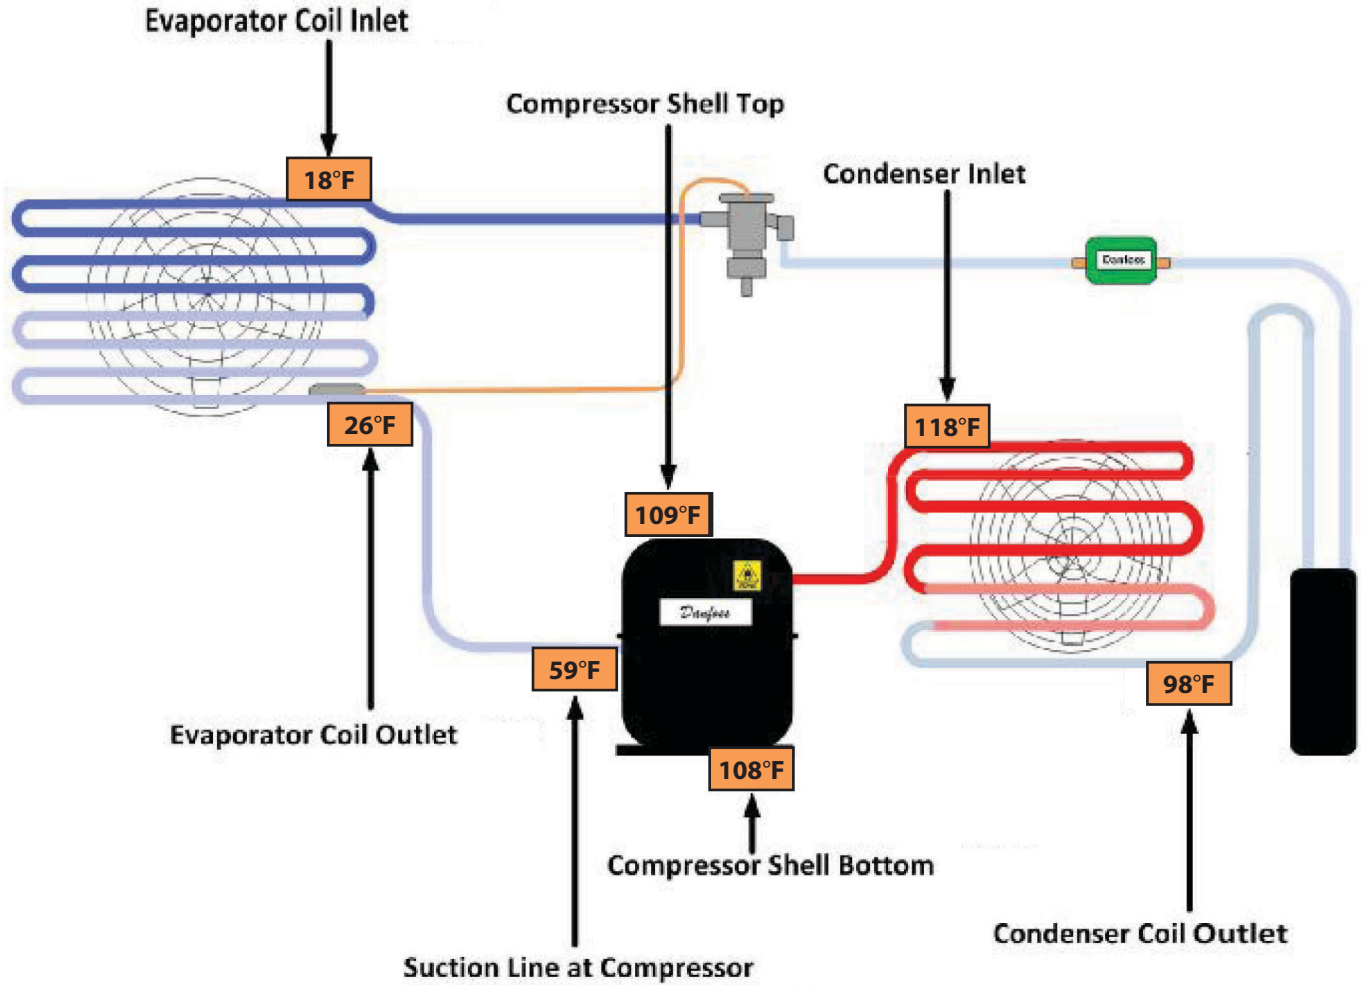 Evaporator Coil Inlet
Compressor Shell Top
Condenser Inlet
18°F
Danfoss
26°F
118°F
109°F
Danfoss
59°F
98°F
Evaporator Coil Outlet
108°F
Compressor Shell Bottom
Condenser Coil Outlet
Suction Line at Compressor